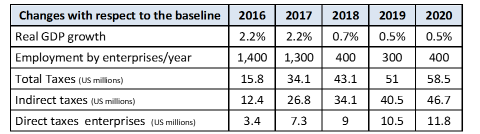 Changes with respect to the baseline 2016 2017 2018 2019 2020
Real GDP growth 2.2% 2.2% 0.7% 0.5% 0.5%
Employment by enterprises/year 1,400 1,300 400 300 400
Total Taxes (US millions) 15.8 34.1 43.1 51 58.5
Indirect taxes (US millions) 12.4 26.8 34.1 40.5 46.7
Direct taxes enterprises (US millions) 3.4 7.3 9 10.5 11.8